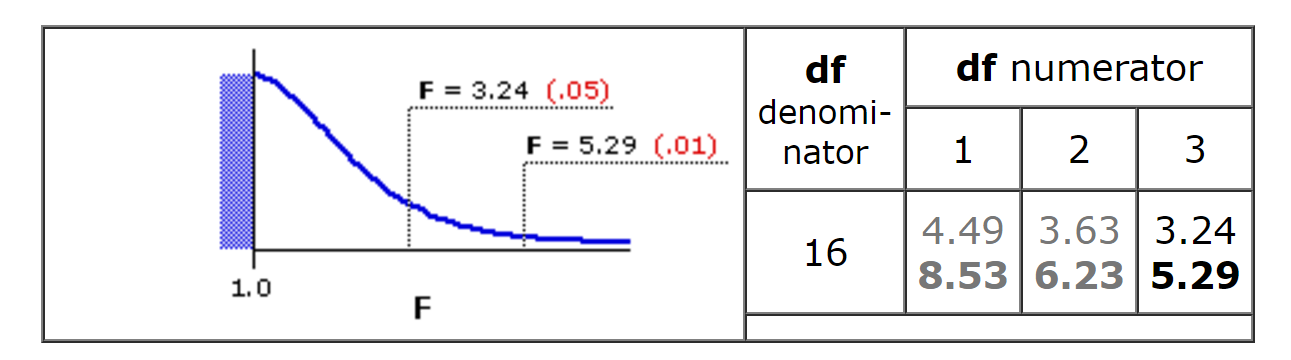 F = 3.24 (.05)
F = 5.29 (.01)
1.0
F
df
denomi-
nator
df numerator
1 2 3
16
4.49 3.63 3.24
8.53 6.23 5.29